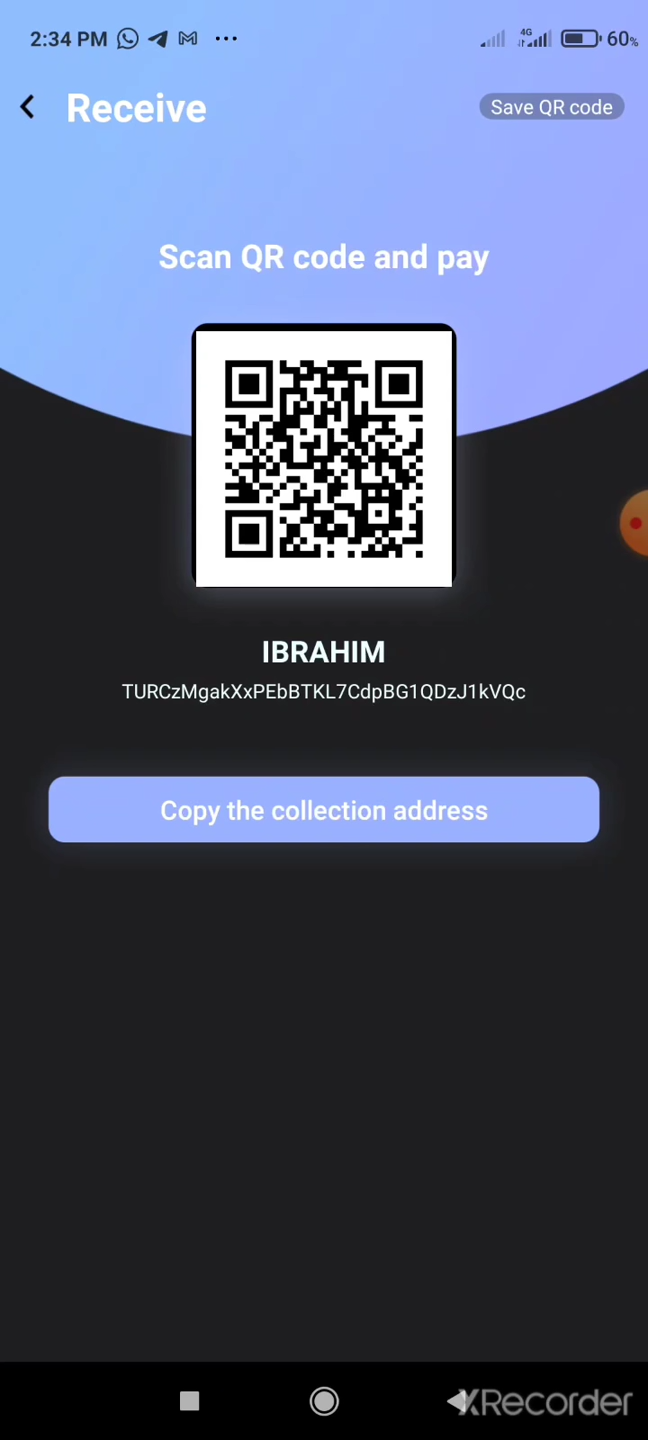 2:34 PM ... 4G 60%
Receive
Save QR code
Scan QR code and pay
IBRAHIM
TURCzMgakXxPEbBTKL7CdpBG1QDzJ1kVQc
Copy the collection address
XRecorder